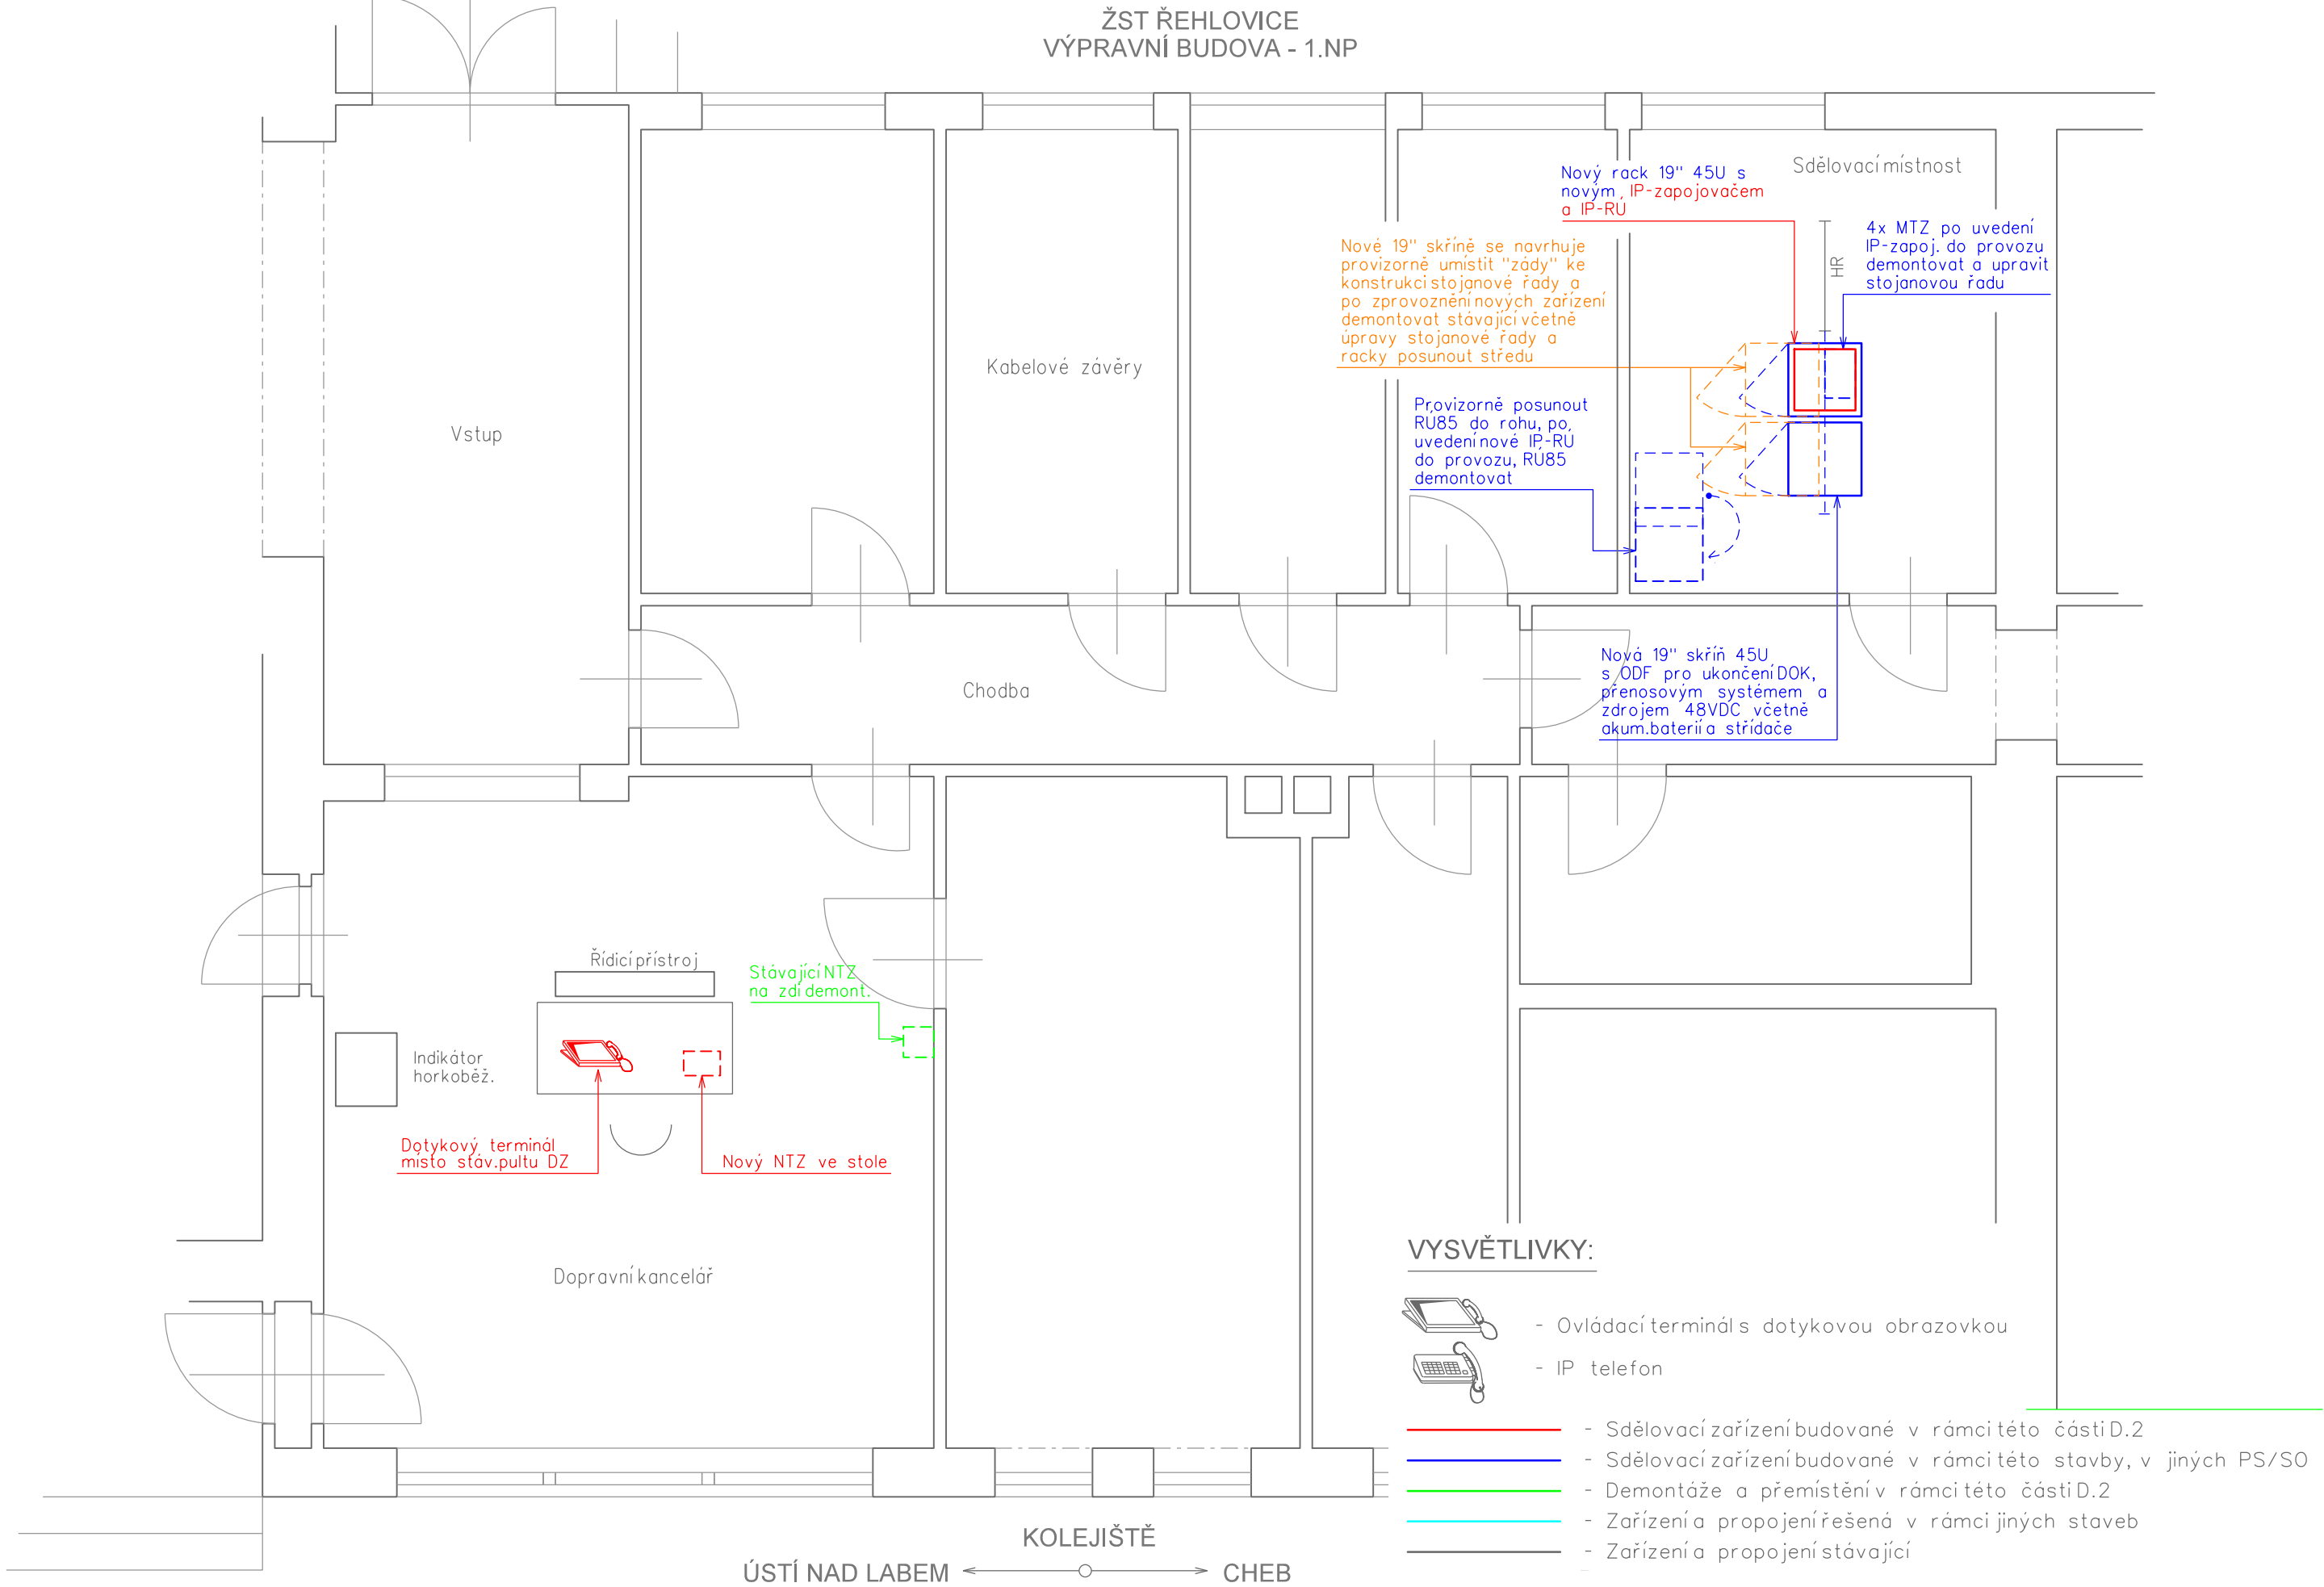 ŽST ŘEHLOVICE
VÝPRAVNÍ BUDOVA - 1.NP
Sdělovací místnost
Nový rack 19" 45U s
novým IP-zapojovačem
a IP-RÚ
4x MTZ po uvedení
IP-zapoj. do provozu
demontovat a upravit
stojanovou řadu
HR
Nové 19" skříně se navrhuje
provizorně umístit "zády" ke
konstrukci stojanové řady a
po zprovoznění nových zařízení
demontovat stávající včetně
úpravy stojanové řady a
racky posunout středu
Kabelové závěry
Provizorně posunout
RÚ85 do rohu, po
uvedení nové IP-RÚ
do provozu, RÚ85
demontovat
Vstup
Nová 19" skříň 45U
s ODF pro ukončení DOK,
přenosovým systémem a
zdrojem 48VDC včetně
akum.baterií a střídače
Chodba
Řídicí přístroj
Stávající NTZ
na zdi demont.
Indikátor
horkoběž.
Dotykový terminál
místo stáv.pultu DZ
Nový NTZ ve stole
Dopravní kancelář
VYSVĚTLIVKY:
- Ovládací terminál s dotykovou obrazovkou
- IP telefon
- Sdělovací zařízení budované v rámci této části D.2
- Sdělovací zařízení budované v rámci této stavby, v jiných PS/SO
- Demontáže a přemístění v rámci této části D.2
- Zařízení a propojení řešená v rámci jiných staveb
- Zařízení a propojení stávající
KOLEJIŠTĚ
ÚSTÍ NAD LABEM CHEB